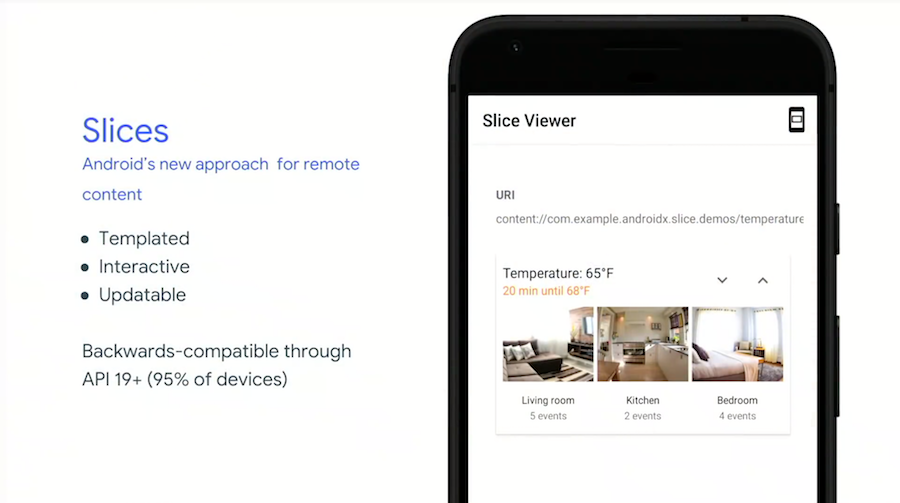 Slices
Android's new approach for remote
content
Templated
Interactive
Updatable
Backwards-compatible through
API 19+ (95% of devices)
Slice Viewer
URI
content://com.example.androidx.slice.demos/temperature
Temperature: 65°F
20 min until 68°F
Living room
Kitchen
Bedroom
5 events
2 events
4 events